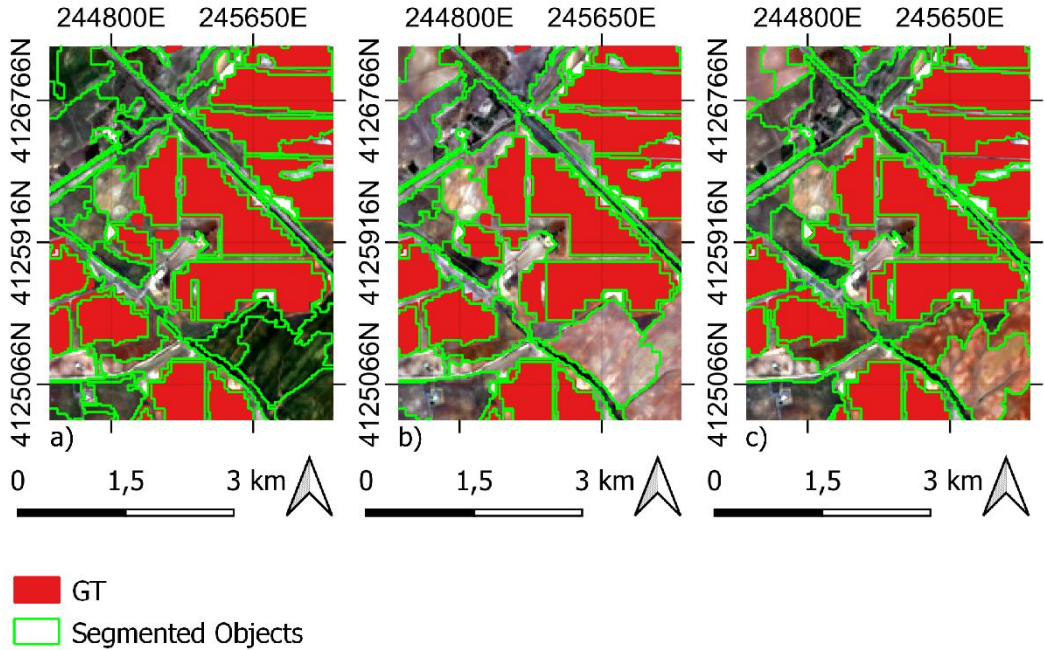 244800E 245650E 244800E 245650E 244800E 245650E
4126766N 4126766N 4126766N
4125916N 4125916N 4125916N
4125066N 4125066N 4125066N
a) b) c)
0 1,5 3 km 0 1,5 3 km 0 1,5 3 km
GT
Segmented Objects